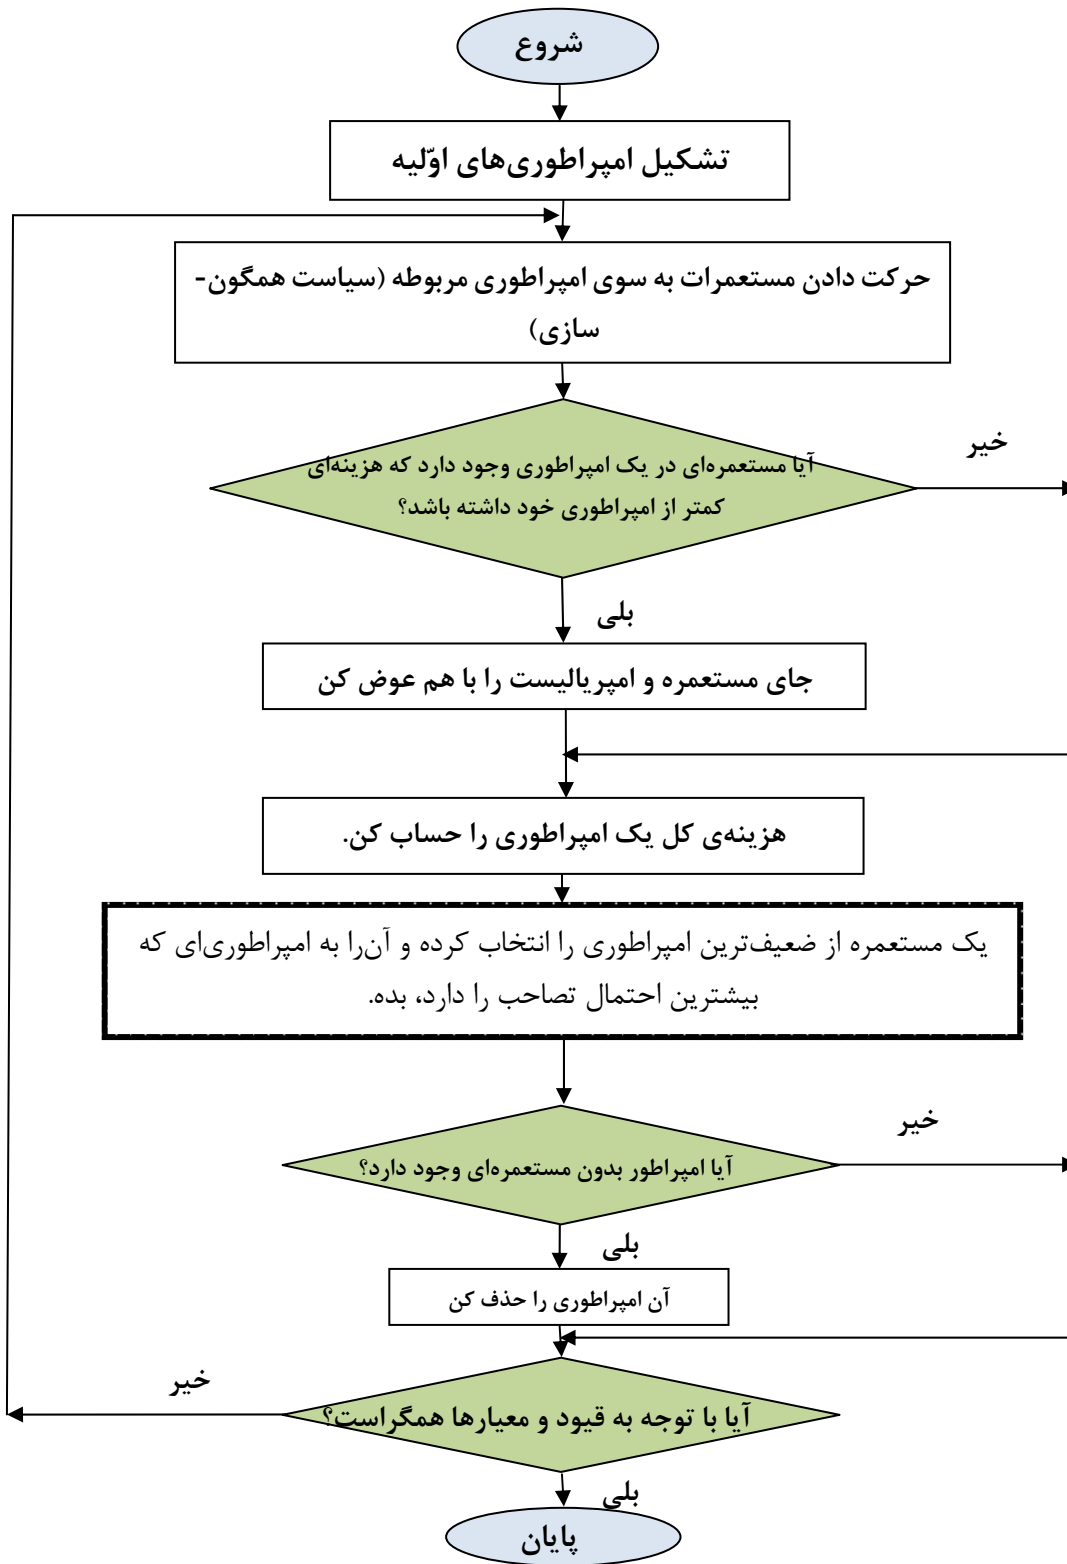 شروع
تشکیل امپراطوری‌های اوّلیه
حرکت دادن مستعمرات به سوی امپراطوری مربوطه (سیاست همگون-
سازی)
آیا مستعمره‌ای در یک امپراطوری وجود دارد که هزینه‌ای
کمتر از امپراطوری خود داشته باشد؟
خیر
بلی
جای مستعمره و امپریالیست را با هم عوض کن
هزینه‌ی کل یک امپراطوری را حساب کن.
یک مستعمره از ضعیف‌ترین امپراطوری را انتخاب کرده و آن‌را به امپراطوری‌ای که
بیشترین احتمال تصاحب را دارد، بده.
خیر
آیا امپراطور بدون مستعمره‌ای وجود دارد؟
بلی
آن امپراطوری را حذف کن
خیر
آیا با توجه به قیود و معیارها همگراست؟
بلی
پایان